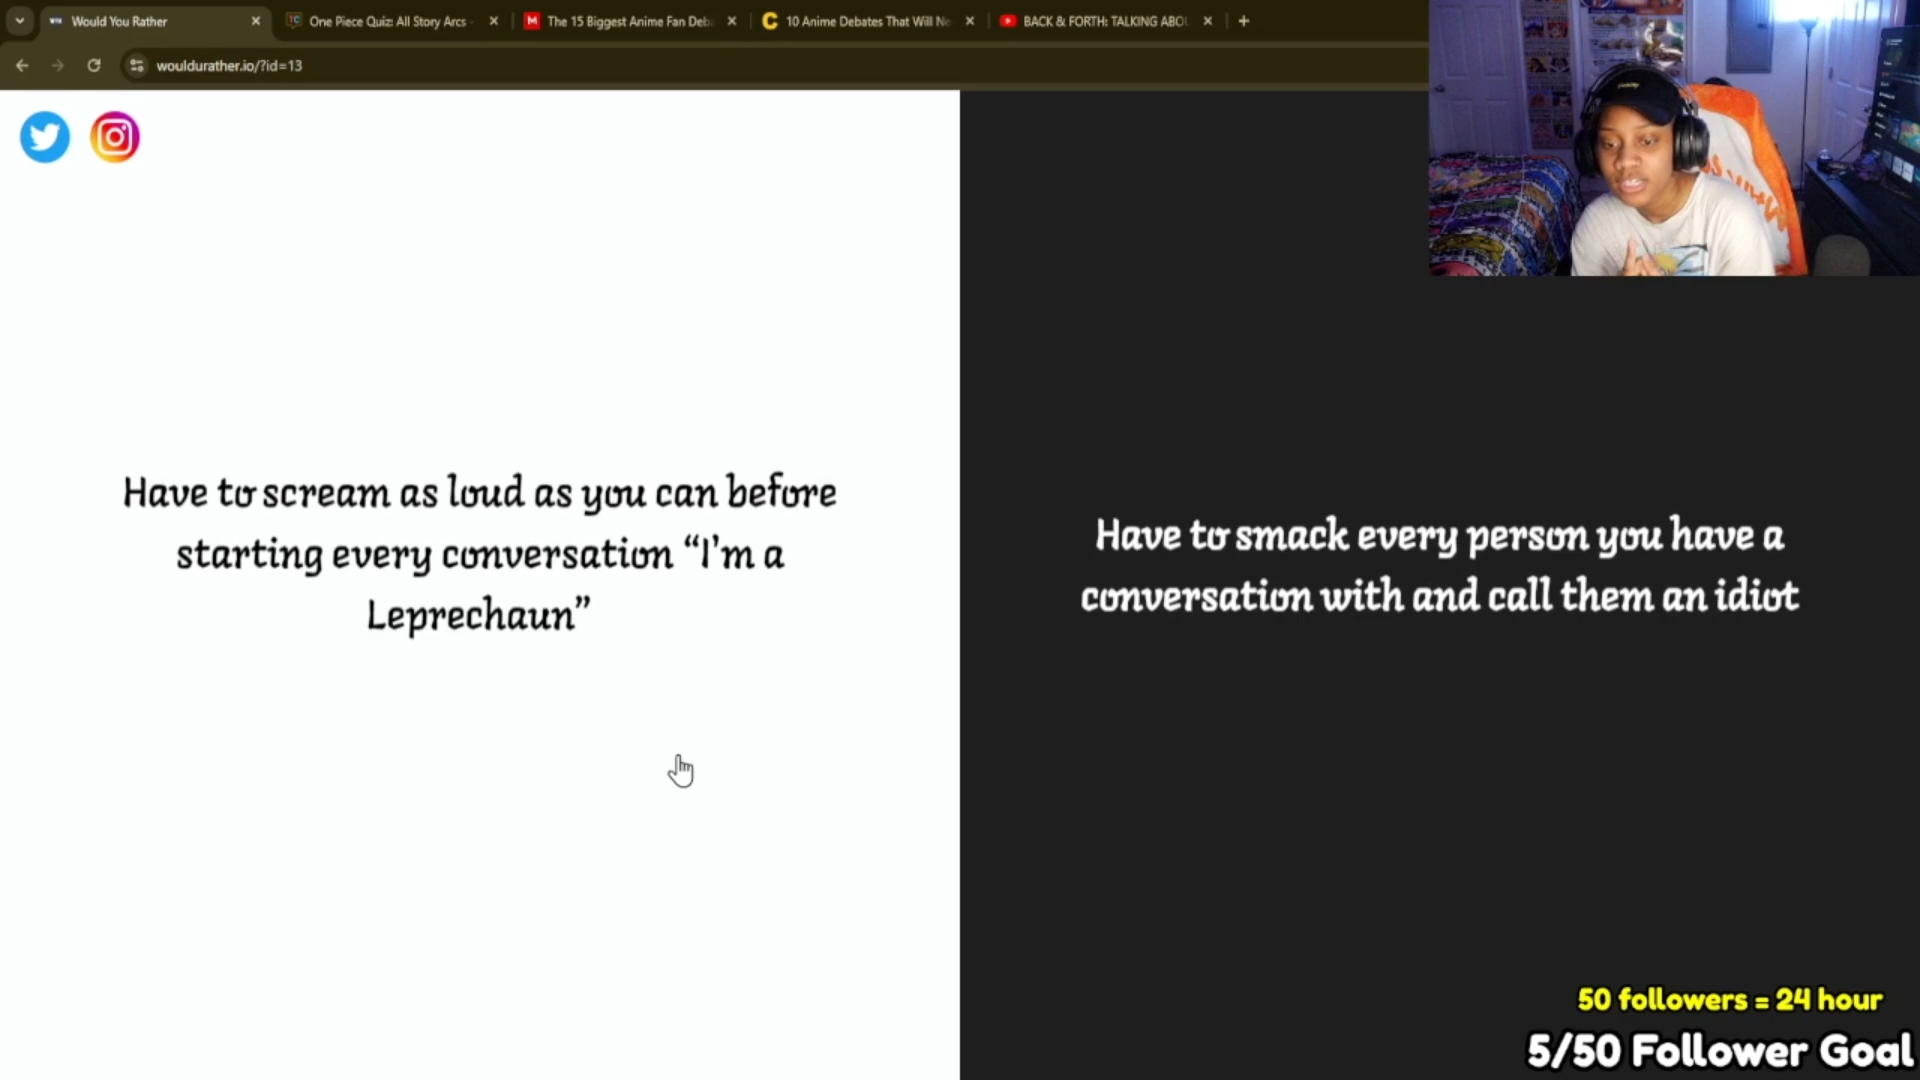 Would You Rather
One Piece Quiz: All Story Arcs -
The 15 Biggest Anime Fan Deb
10 Anime Debates That Will Ne
BACK & FORTH: TALKING ABO
wouldurather.io/?id=13
Have to scream as loud as you can before
starting every conversation “I’m a
Leprechaun”
Have to smack every person you have a
conversation with and call them an idiot
50 followers = 24 hour
5/50 Follower Goal